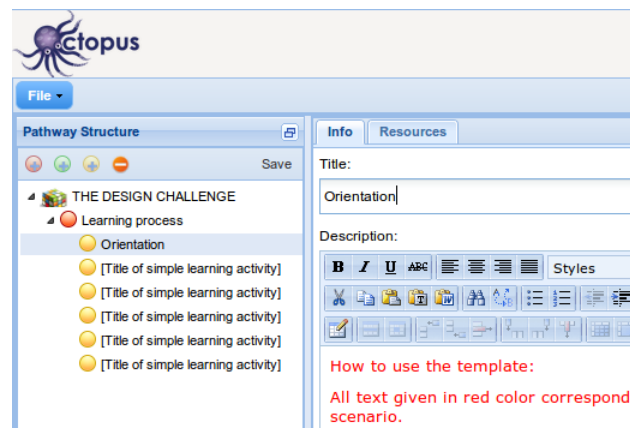 Octopus
File
Pathway Structure
Save
THE DESIGN CHALLENGE
Learning process
Orientation
[Title of simple learning activity]
[Title of simple learning activity]
[Title of simple learning activity]
[Title of simple learning activity]
[Title of simple learning activity]
Info Resources
Title:
Orientation
Description:
B I U ABC Styles
How to use the template:
All text given in red color correspond
scenario.